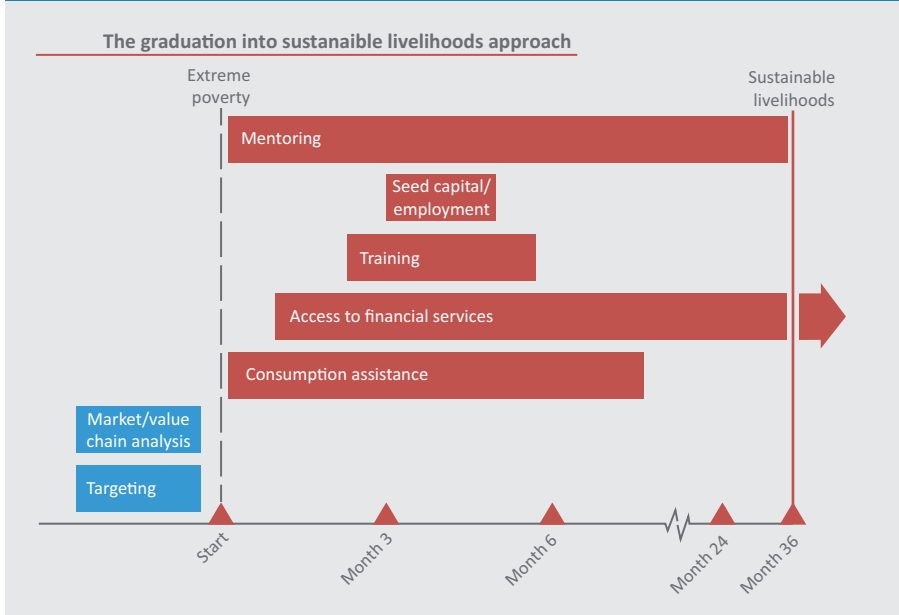 The graduation into sustanaible livelihoods approach
Extreme
poverty
Sustainable
livelihoods
Mentoring
Seed capital/
employment
Training
Access to financial services
Consumption assistance
Market/value
chain analysis
Targeting
Start
Month 3
Month 6
Month 24
Month 36